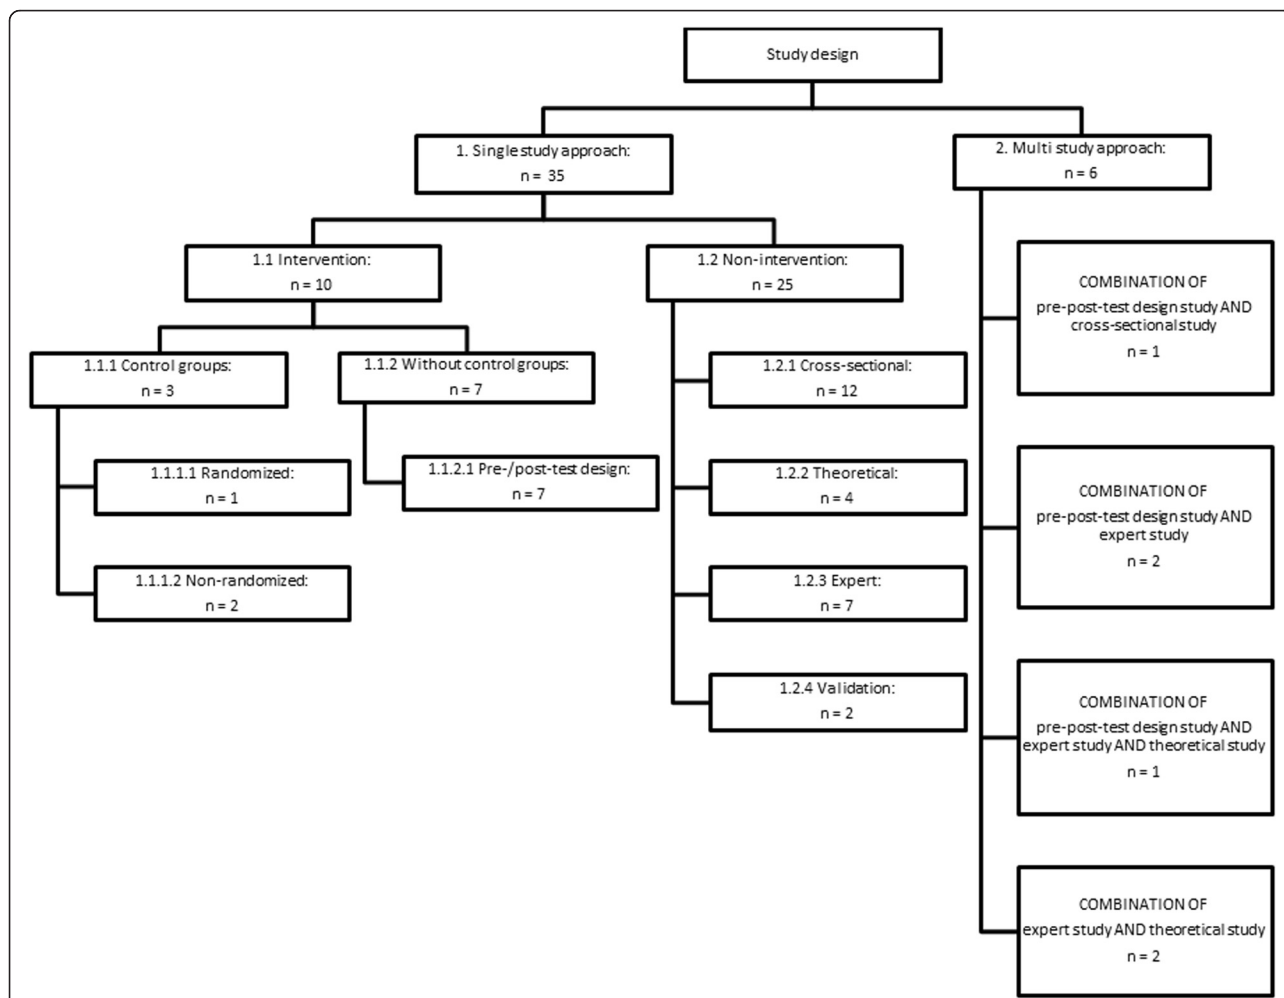 Study design
1. Single study approach:
n = 35
2. Multi study approach:
n = 6
1.1 Intervention:
n = 10
1.2 Non-intervention:
n = 25
1.1.1 Control groups:
n = 3
1.1.2 Without control groups:
n = 7
1.1.1.1 Randomized:
n = 1
1.1.1.2 Non-randomized:
n = 2
1.1.2.1 Pre-/post-test design:
n = 7
1.2.1 Cross-sectional:
n = 12
1.2.2 Theoretical:
n = 4
1.2.3 Expert:
n = 7
1.2.4 Validation:
n = 2
COMBINATION OF
pre-post-test design study AND
cross-sectional study
n = 1
COMBINATION OF
pre-post-test design study AND
expert study
n = 2
COMBINATION OF
pre-post-test design study AND
expert study AND theoretical study
n = 1
COMBINATION OF
expert study AND theoretical study
n = 2